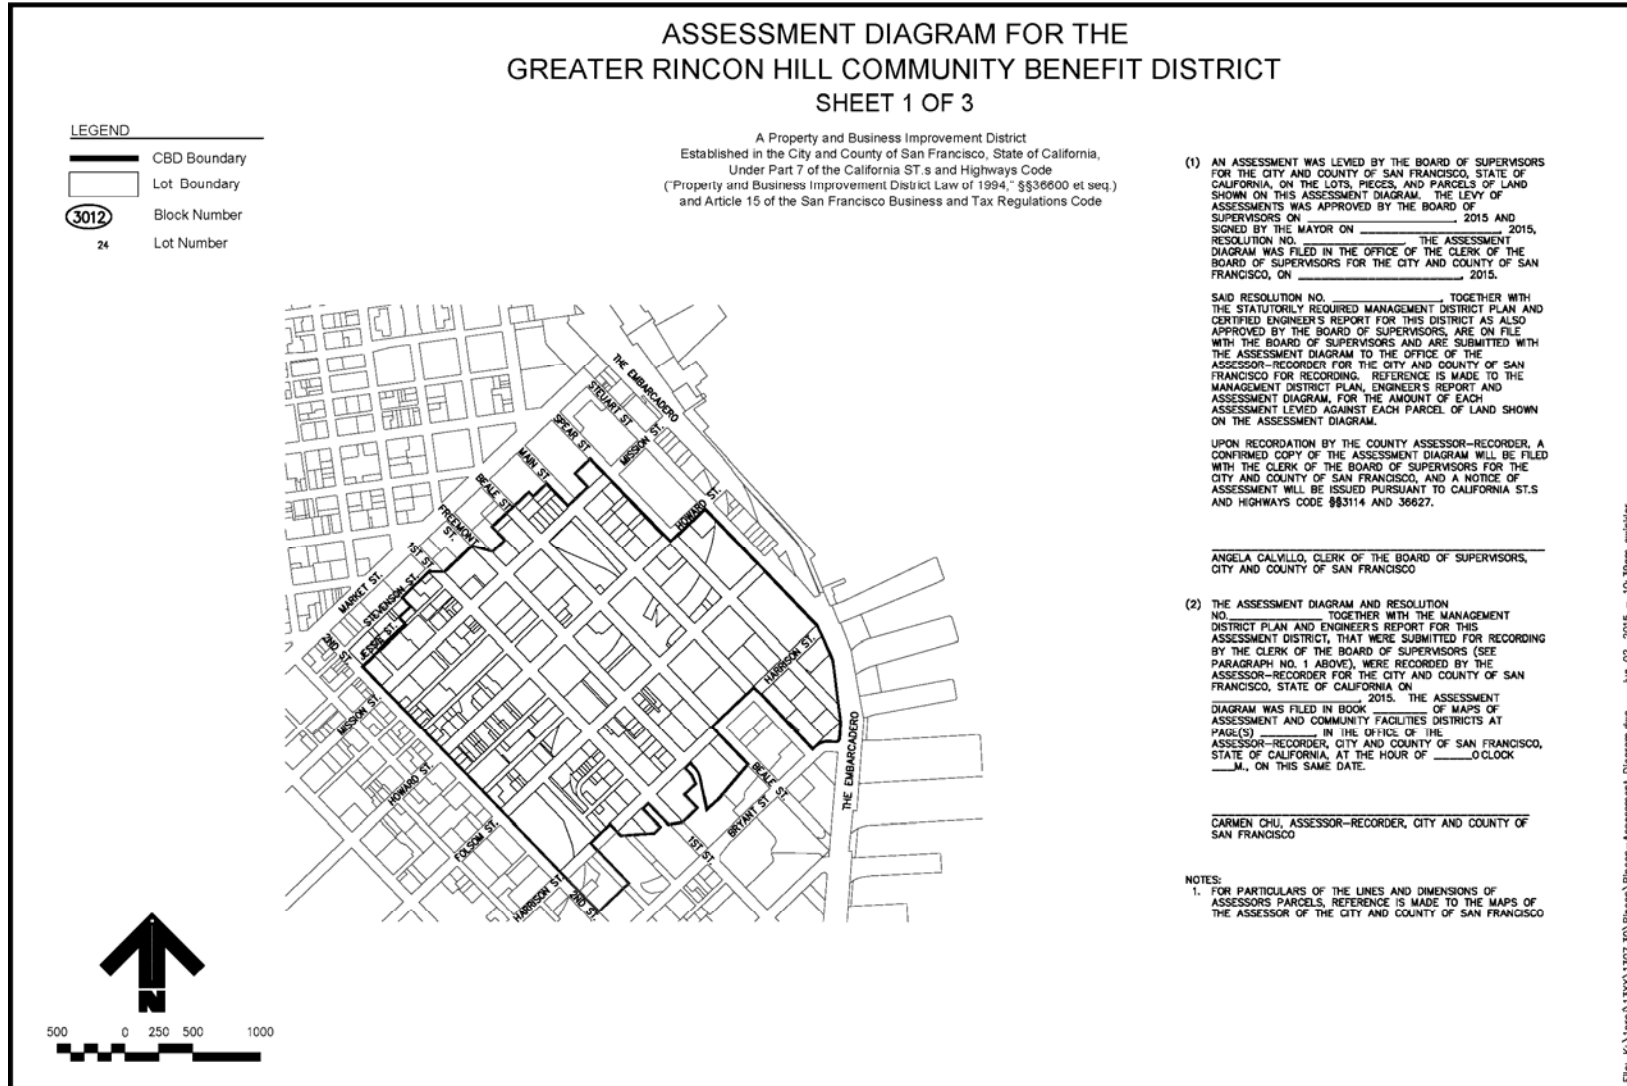 ASSESSMENT DIAGRAM FOR THE
GREATER RINCON HILL COMMUNITY BENEFIT DISTRICT
SHEET 1 OF 3
A Property and Business Improvement District
Established in the City and County of San Francisco, State of California,
Under Part 7 of the California ST.s and Highways Code
("Property and Business Improvement District Law of 1994," §§36600 et seq.)
and Article 15 of the San Francisco Business and Tax Regulations Code
LEGEND
CBD Boundary
Lot Boundary
3012 Block Number
24 Lot Number
THE EMBARCADERO
STEUART ST.
SPEAR ST.
MISSION ST.
MAIN ST.
BEALE ST.
HOWARD ST.
FREEMONT ST.
1ST ST.
MARKET ST.
STEVENSON ST.
JESSIE ST.
2ND ST.
MISSION ST.
HARRISON ST.
HOWARD ST.
THE EMBARCADERO
BEALE ST.
BRYANT ST.
1ST ST.
FOLSOM ST.
HARRISON ST.
2ND ST.
N
500 0 250 500 1000
(1) AN ASSESSMENT WAS LEVIED BY THE BOARD OF SUPERVISORS
FOR THE CITY AND COUNTY OF SAN FRANCISCO, STATE OF
CALIFORNIA, ON THE LOTS, PIECES, AND PARCELS OF LAND
SHOWN ON THIS ASSESSMENT DIAGRAM. THE LEVY OF
ASSESSMENTS WAS APPROVED BY THE BOARD OF
SUPERVISORS ON ____________________, 2015 AND
SIGNED BY THE MAYOR ON ____________________, 2015,
RESOLUTION NO. ______________. THE ASSESSMENT
DIAGRAM WAS FILED IN THE OFFICE OF THE CLERK OF THE
BOARD OF SUPERVISORS FOR THE CITY AND COUNTY OF SAN
FRANCISCO, ON ______________________, 2015.
SAID RESOLUTION NO. _______________, TOGETHER WITH
THE STATUTORILY REQUIRED MANAGEMENT DISTRICT PLAN AND
CERTIFIED ENGINEER'S REPORT FOR THIS DISTRICT AS ALSO
APPROVED BY THE BOARD OF SUPERVISORS, ARE ON FILE
WITH THE BOARD OF SUPERVISORS AND ARE SUBMITTED WITH
THE ASSESSMENT DIAGRAM TO THE OFFICE OF THE
ASSESSOR-RECORDER FOR THE CITY AND COUNTY OF SAN
FRANCISCO FOR RECORDING. REFERENCE IS MADE TO THE
MANAGEMENT DISTRICT PLAN, ENGINEER'S REPORT AND
ASSESSMENT DIAGRAM, FOR THE AMOUNT OF EACH
ASSESSMENT LEVIED AGAINST EACH PARCEL OF LAND SHOWN
ON THE ASSESSMENT DIAGRAM.
UPON RECORDATION BY THE COUNTY ASSESSOR-RECORDER, A
CONFIRMED COPY OF THE ASSESSMENT DIAGRAM WILL BE FILED
WITH THE CLERK OF THE BOARD OF SUPERVISORS FOR THE
CITY AND COUNTY OF SAN FRANCISCO, AND A NOTICE OF
ASSESSMENT WILL BE ISSUED PURSUANT TO CALIFORNIA ST.S
AND HIGHWAYS CODE §§3114 AND 36627.
ANGELA CALVILLO, CLERK OF THE BOARD OF SUPERVISORS,
CITY AND COUNTY OF SAN FRANCISCO
(2) THE ASSESSMENT DIAGRAM AND RESOLUTION
NO.____________ TOGETHER WITH THE MANAGEMENT
DISTRICT PLAN AND ENGINEER'S REPORT FOR THIS
ASSESSMENT DISTRICT, THAT WERE SUBMITTED FOR RECORDING
BY THE CLERK OF THE BOARD OF SUPERVISORS (SEE
PARAGRAPH NO. 1 ABOVE), WERE RECORDED BY THE
ASSESSOR-RECORDER FOR THE CITY AND COUNTY OF SAN
FRANCISCO, STATE OF CALIFORNIA ON
____________________, 2015. THE ASSESSMENT
DIAGRAM WAS FILED IN BOOK _______ OF MAPS OF
ASSESSMENT AND COMMUNITY FACILITIES DISTRICTS AT
PAGE(S) _______, IN THE OFFICE OF THE
ASSESSOR-RECORDER, CITY AND COUNTY OF SAN FRANCISCO,
STATE OF CALIFORNIA, AT THE HOUR OF _____O CLOCK
___M., ON THIS SAME DATE.
CARMEN CHU, ASSESSOR-RECORDER, CITY AND COUNTY OF
SAN FRANCISCO
NOTES:
1. FOR PARTICULARS OF THE LINES AND DIMENSIONS OF
ASSESSORS PARCELS, REFERENCE IS MADE TO THE MAPS OF
THE ASSESSOR OF THE CITY AND COUNTY OF SAN FRANCISCO